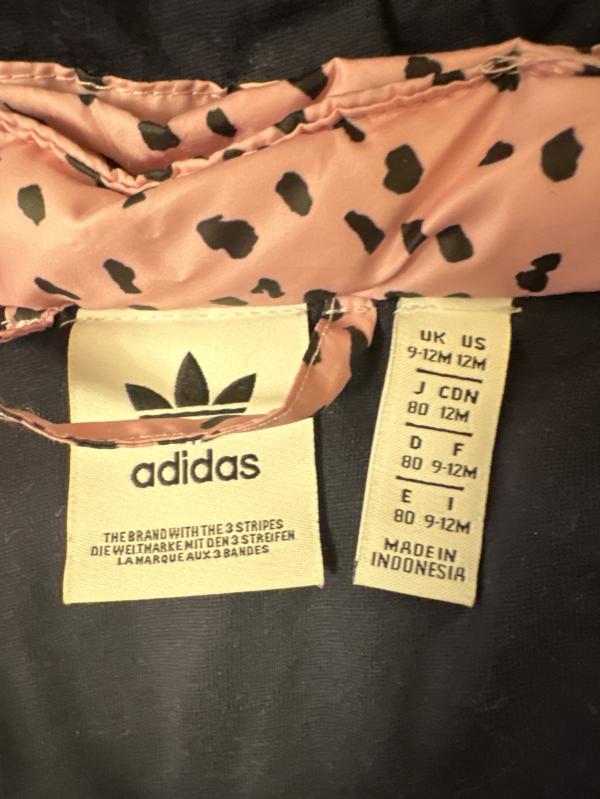 adidas
THE BRAND WITH THE 3 STRIPES
DIE WELTMARKE MIT DEN 3 STREIFEN
LA MARQUE AUX 3 BANDES
UK US
9-12M 12M
J CDN
80 12M
D F
80 9-12M
E I
80 9-12M
MADE IN
INDONESIA